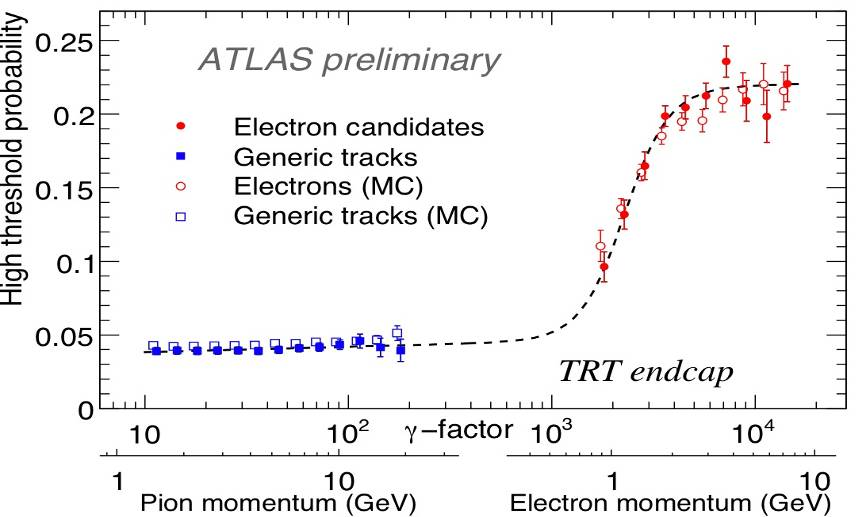 High threshold probability
0.25
0.2
0.15
0.1
0.05
0
ATLAS preliminary
Electron candidates
Generic tracks
Electrons (MC)
Generic tracks (MC)
TRT endcap
10 10² γ−factor 10³ 10⁴
1 10 1 10
Pion momentum (GeV) Electron momentum (GeV)